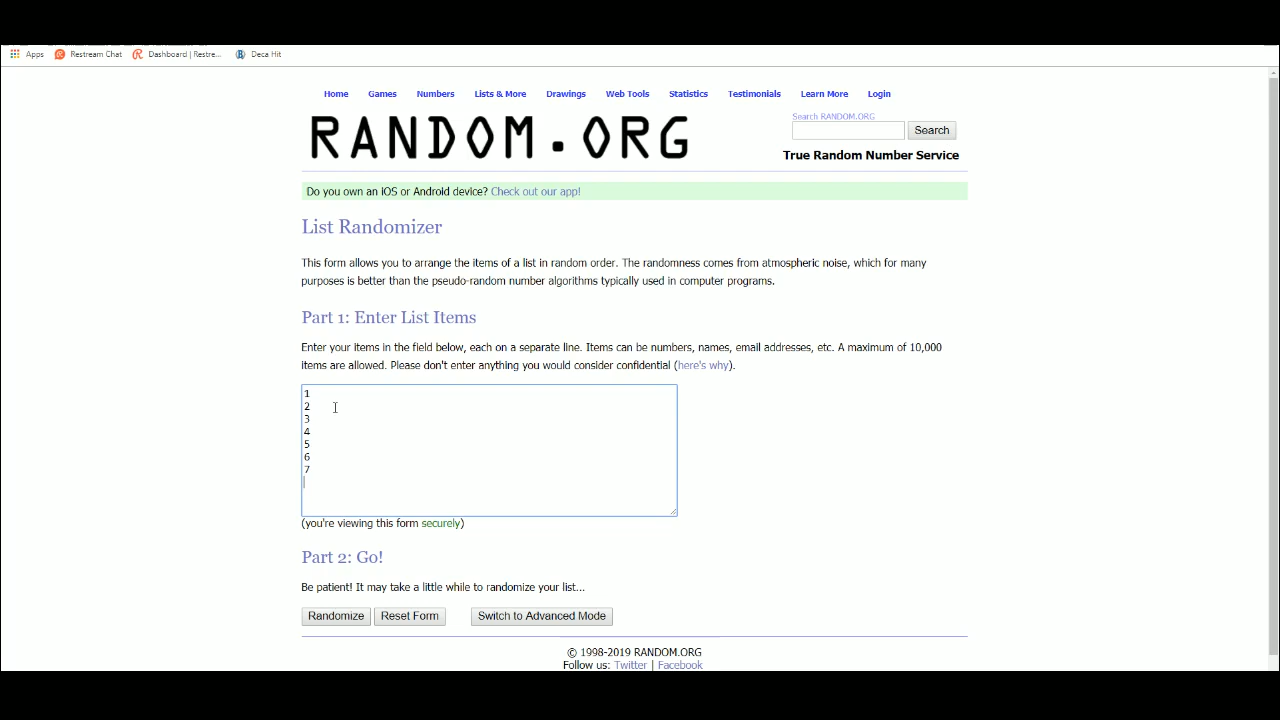 Apps Restream Chat Dashboard | Restre... Deca Hit
Home Games Numbers Lists & More Drawings Web Tools Statistics Testimonials Learn More Login
RANDOM.ORG
Search RANDOM.ORG
Search
True Random Number Service
Do you own an iOS or Android device? Check out our app!
List Randomizer
This form allows you to arrange the items of a list in random order. The randomness comes from atmospheric noise, which for many
purposes is better than the pseudo-random number algorithms typically used in computer programs.
Part 1: Enter List Items
Enter your items in the field below, each on a separate line. Items can be numbers, names, email addresses, etc. A maximum of 10,000
items are allowed. Please don't enter anything you would consider confidential (here's why).
1
2
3
4
5
6
7
(you're viewing this form securely)
Part 2: Go!
Be patient! It may take a little while to randomize your list...
Randomize Reset Form Switch to Advanced Mode
© 1998-2019 RANDOM.ORG
Follow us: Twitter | Facebook